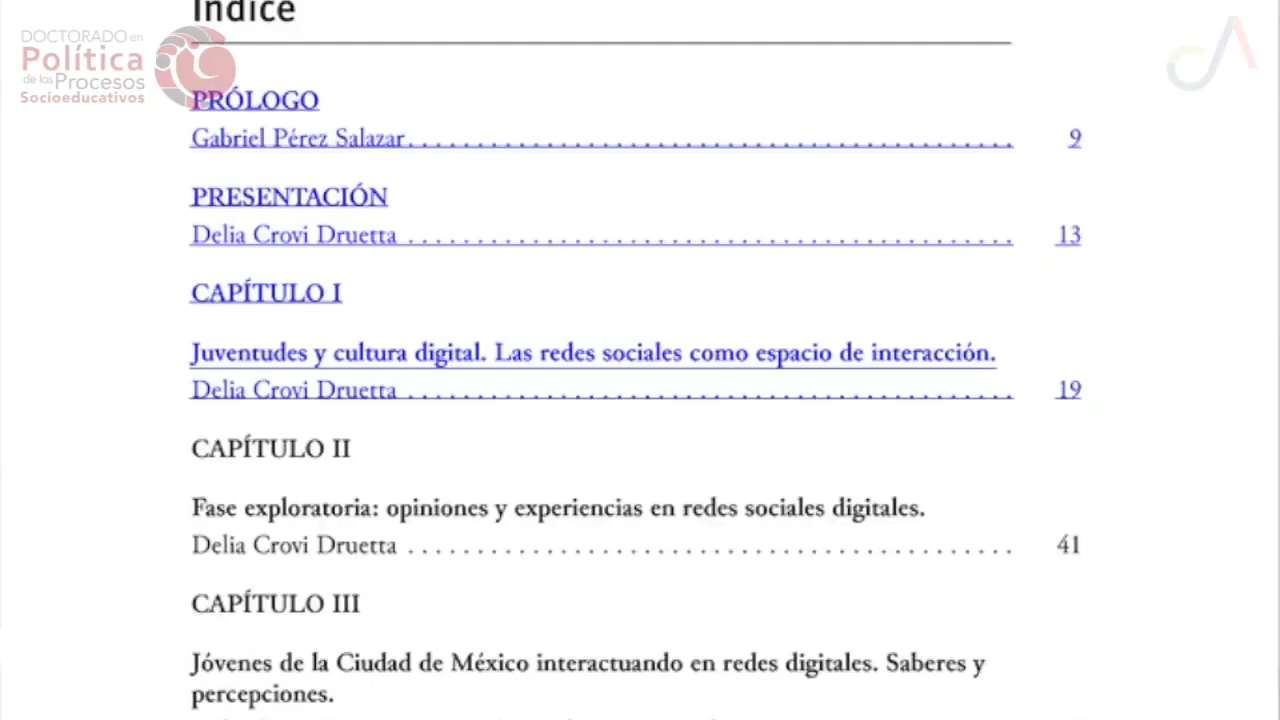 Índice
DOCTORADO en
Política
de los Procesos
Socioeducativos
PRÓLOGO
Gabriel Pérez Salazar. . . . . . . . . . . . . . . . . . . . . . . . . . . . . . . . . . . . . . . . . . . . 9
PRESENTACIÓN
Delia Crovi Druetta . . . . . . . . . . . . . . . . . . . . . . . . . . . . . . . . . . . . . . . . . . . . 13
CAPÍTULO I
Juventudes y cultura digital. Las redes sociales como espacio de interacción.
Delia Crovi Druetta . . . . . . . . . . . . . . . . . . . . . . . . . . . . . . . . . . . . . . . . . . . . 19
CAPÍTULO II
Fase exploratoria: opiniones y experiencias en redes sociales digitales.
Delia Crovi Druetta . . . . . . . . . . . . . . . . . . . . . . . . . . . . . . . . . . . . . . . . . . . . 41
CAPÍTULO III
Jóvenes de la Ciudad de México interactuando en redes digitales. Saberes y
percepciones.